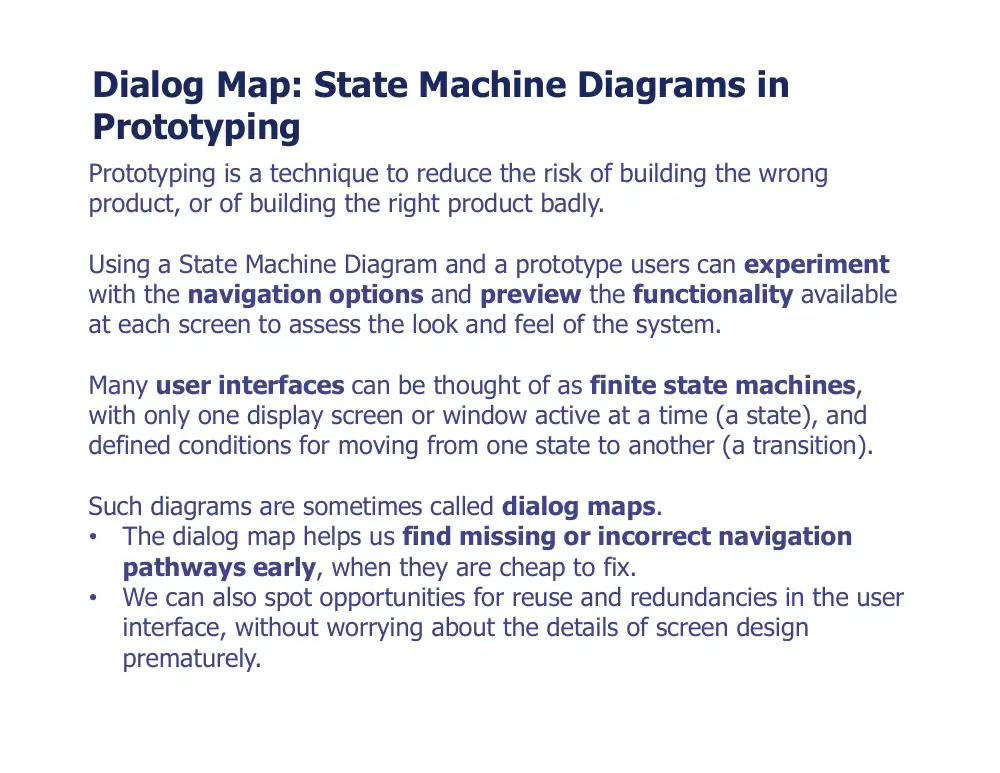 Dialog Map: State Machine Diagrams in
Prototyping
Prototyping is a technique to reduce the risk of building the wrong
product, or of building the right product badly.
Using a State Machine Diagram and a prototype users can experiment
with the navigation options and preview the functionality available
at each screen to assess the look and feel of the system.
Many user interfaces can be thought of as finite state machines,
with only one display screen or window active at a time (a state), and
defined conditions for moving from one state to another (a transition).
Such diagrams are sometimes called dialog maps.
• The dialog map helps us find missing or incorrect navigation
pathways early, when they are cheap to fix.
• We can also spot opportunities for reuse and redundancies in the user
interface, without worrying about the details of screen design
prematurely.